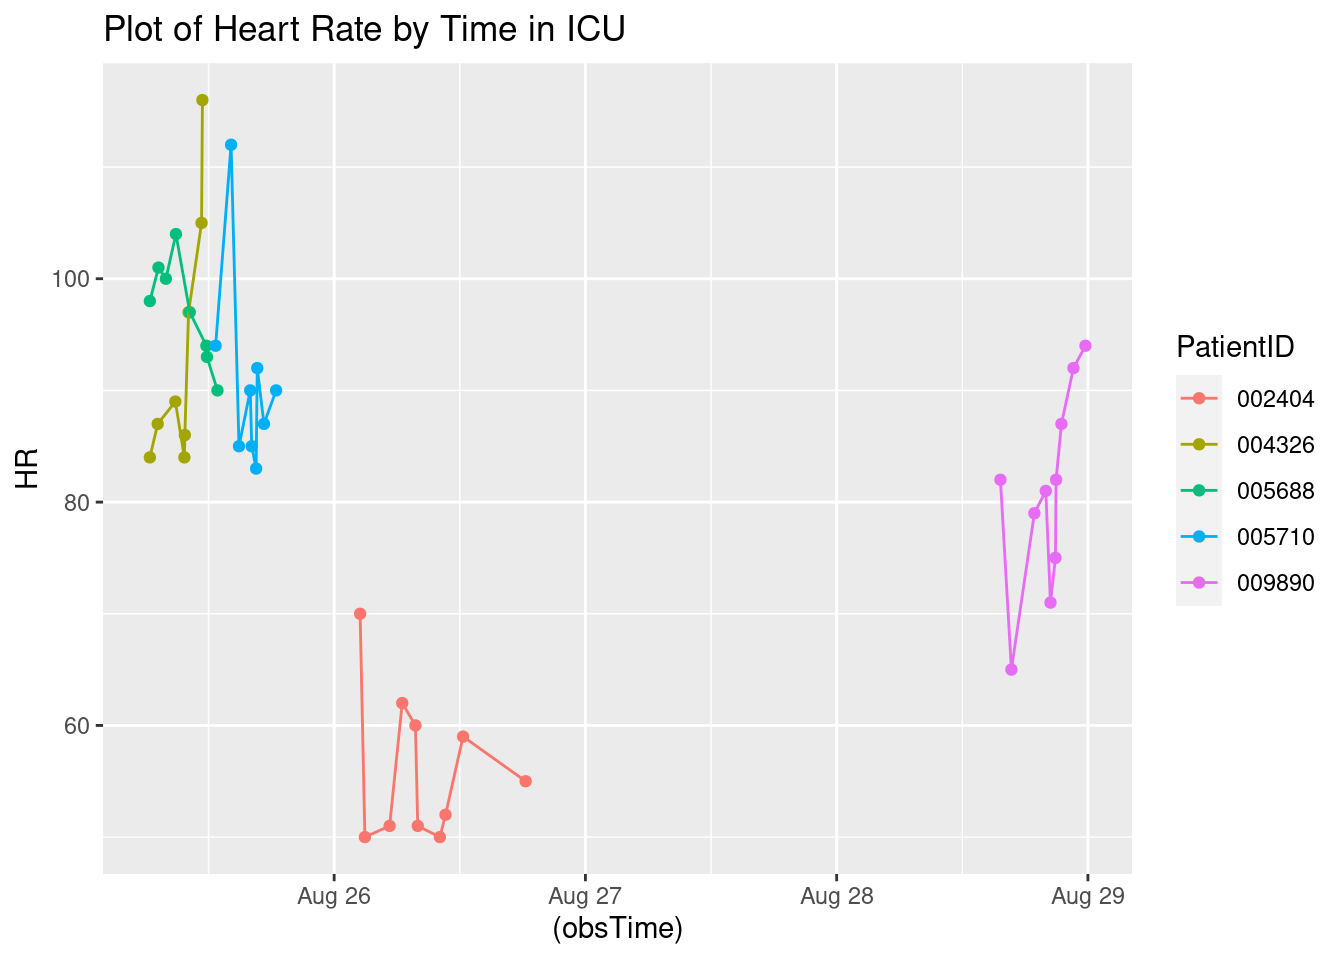 Plot of Heart Rate by Time in ICU
HR
100
80
60
Aug 26
Aug 27
Aug 28
Aug 29
(obsTime)
PatientID
002404
004326
005688
005710
009890